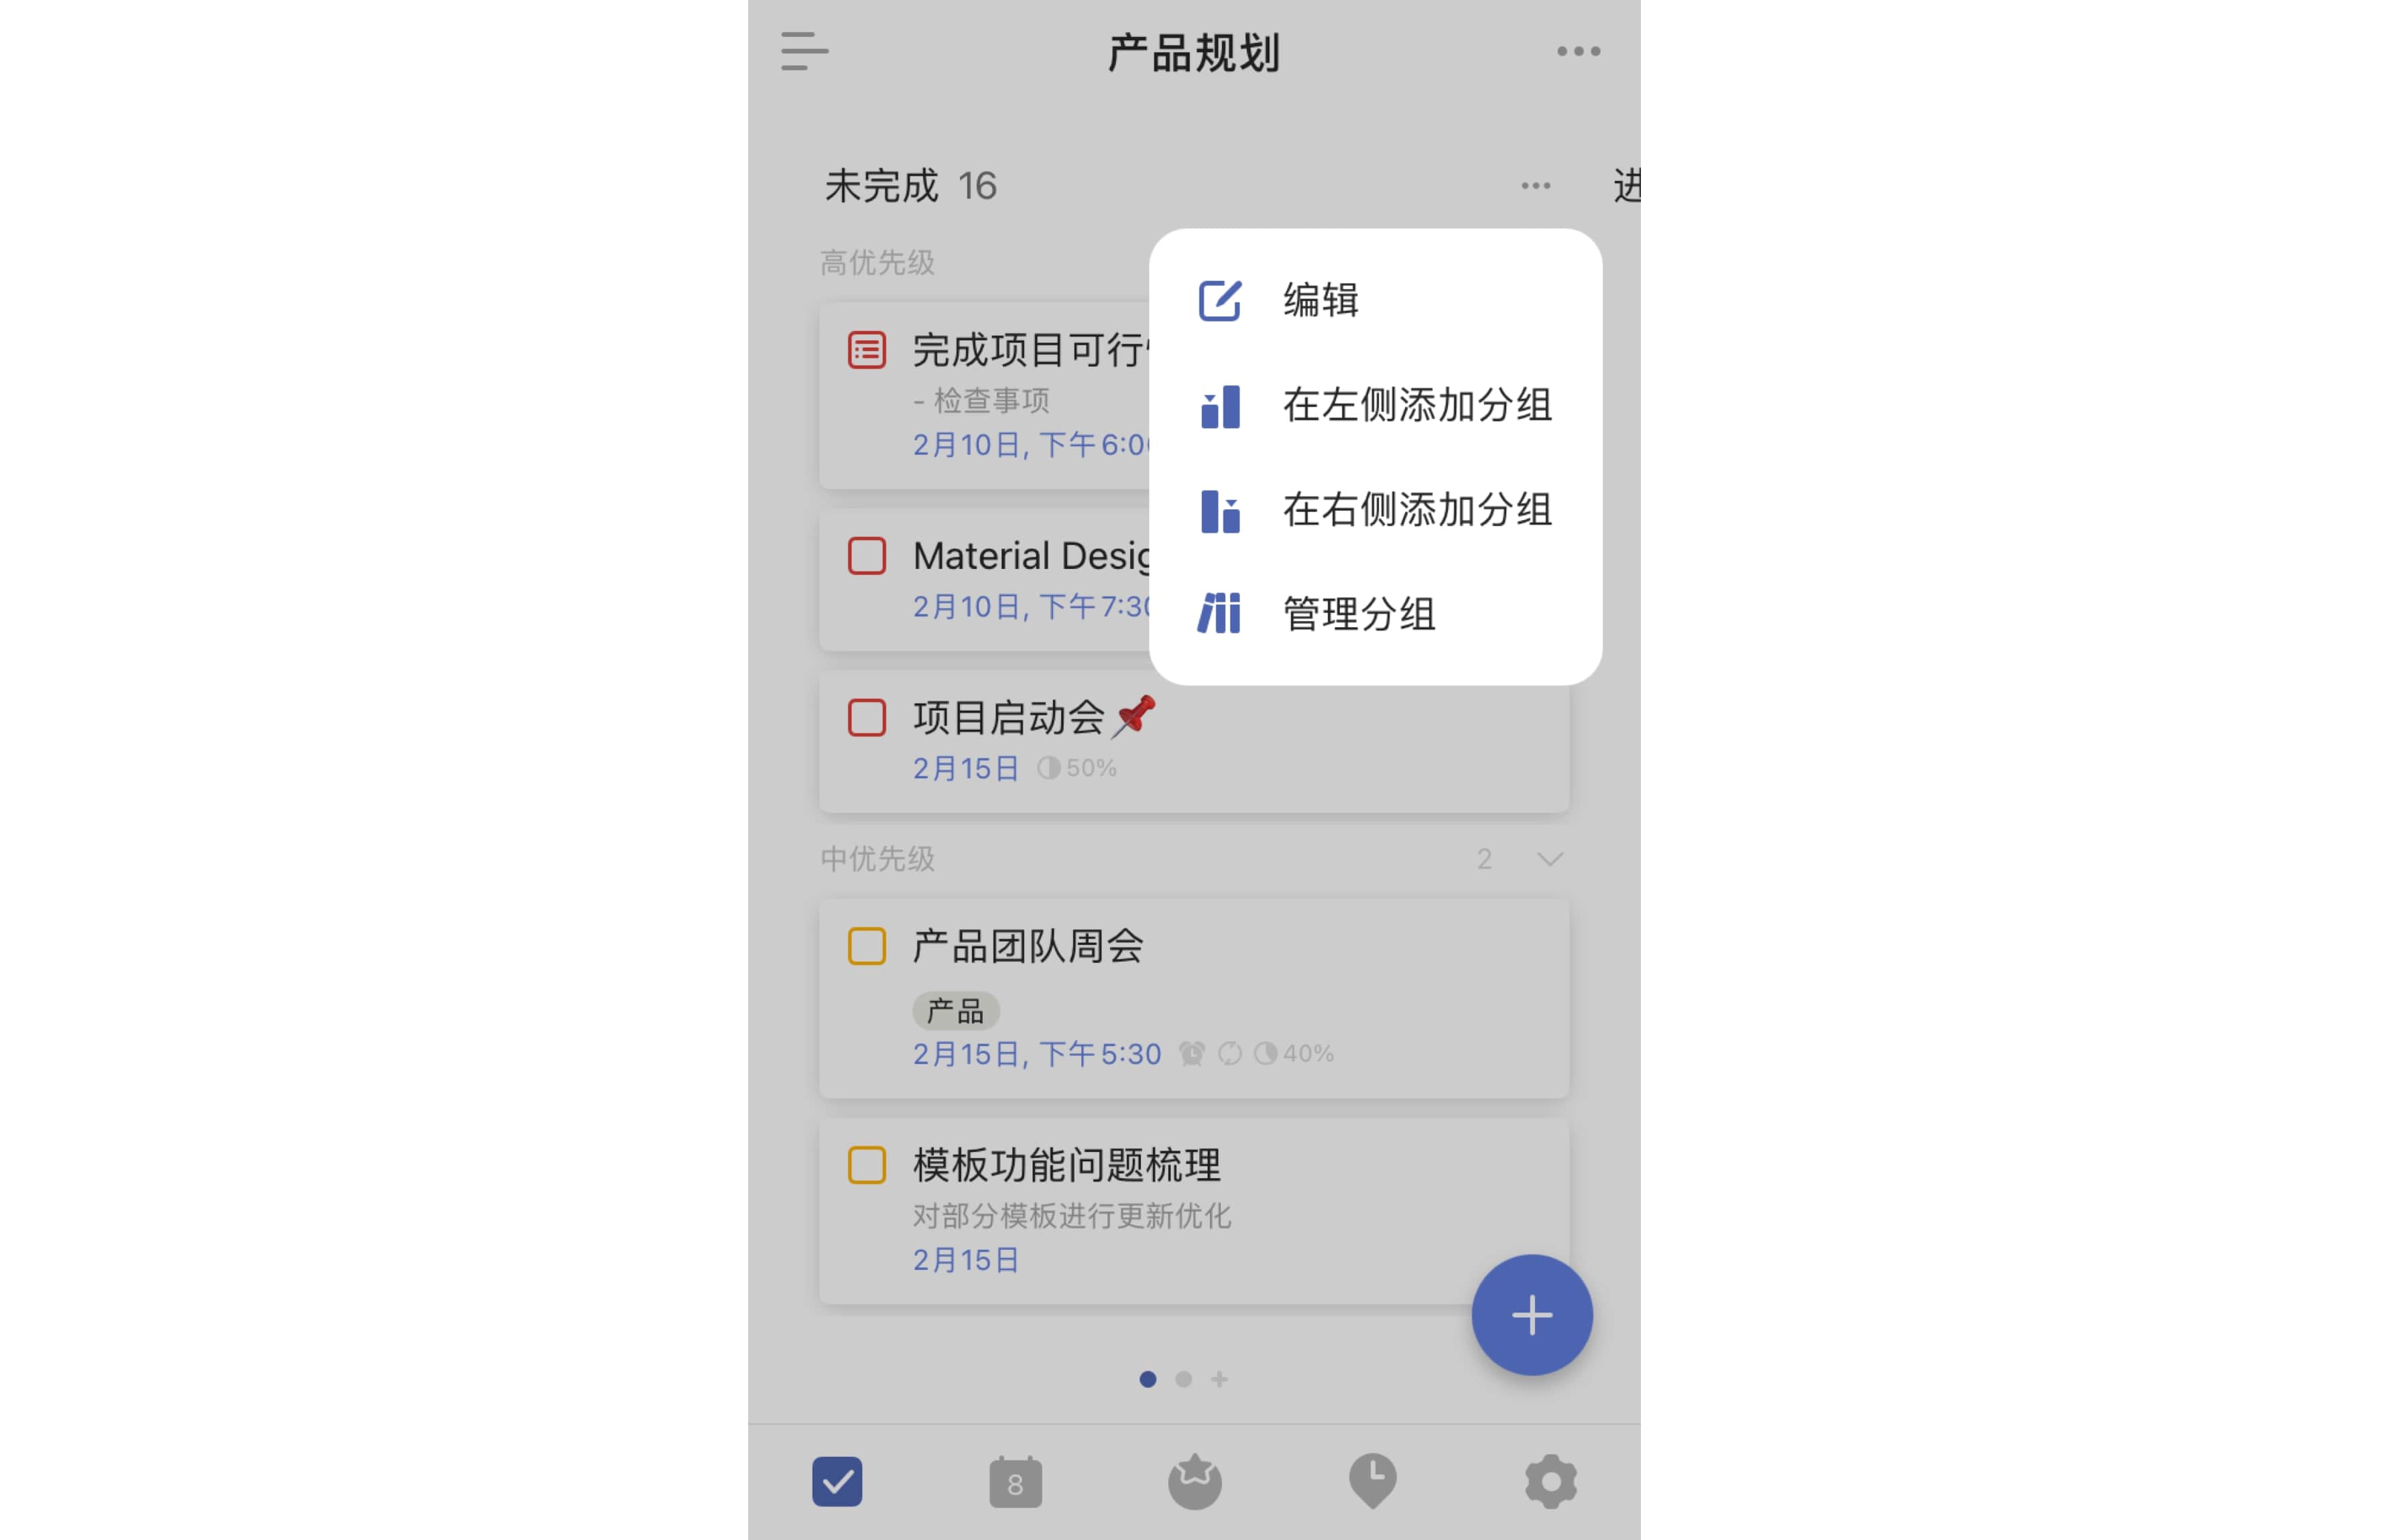 产品规划
未完成 16
进
高优先级
编辑
完成项目可行
- 检查事项
在左侧添加分组
2月10日, 下午6:0
在右侧添加分组
Material Desig
2月10日, 下午7:30
管理分组
项目启动会
2月15日 50%
中优先级 2
产品团队周会
产品
2月15日, 下午5:30 40%
模板功能问题梳理
对部分模板进行更新优化
2月15日
8